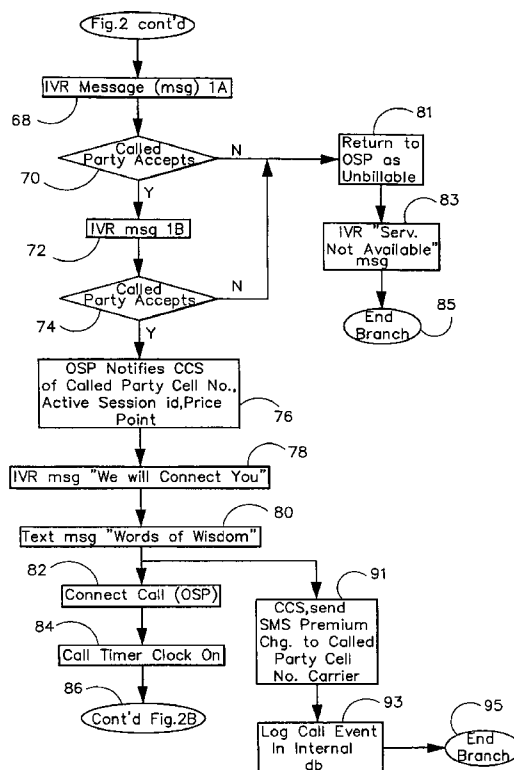 Fig.2 cont'd
IVR Message (msg) 1A
68
Called
Party Accepts
70
N
Y
81
Return to
OSP as
Unbillable
IVR msg 1B
72
83
IVR "Serv.
Not Available"
msg
Called
Party Accepts
74
N
Y
End
Branch
85
OSP Notifies CCS
of Called Party Cell No.,
Active Session id,Price
Point
76
78
IVR msg "We will Connect You"
80
Text msg "Words of Wisdom"
82
Connect Call (OSP)
91
CCS,send
SMS Premium
Chg. to Called
Party Cell
No. Carrier
84
Call Timer Clock On
86
Cont'd Fig.2B
93
Log Call Event
In Internal
db
95
End
Branch